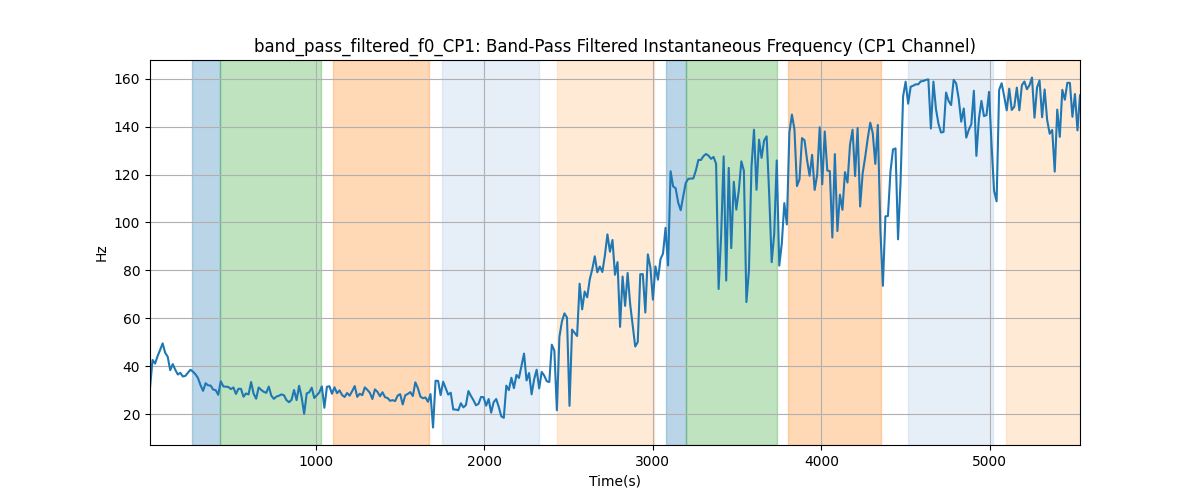 band_pass_filtered_f0_CP1: Band-Pass Filtered Instantaneous Frequency (CP1 Channel)
160
140
120
100
80
60
40
20
Hz
1000 2000 3000 4000 5000
Time(s)